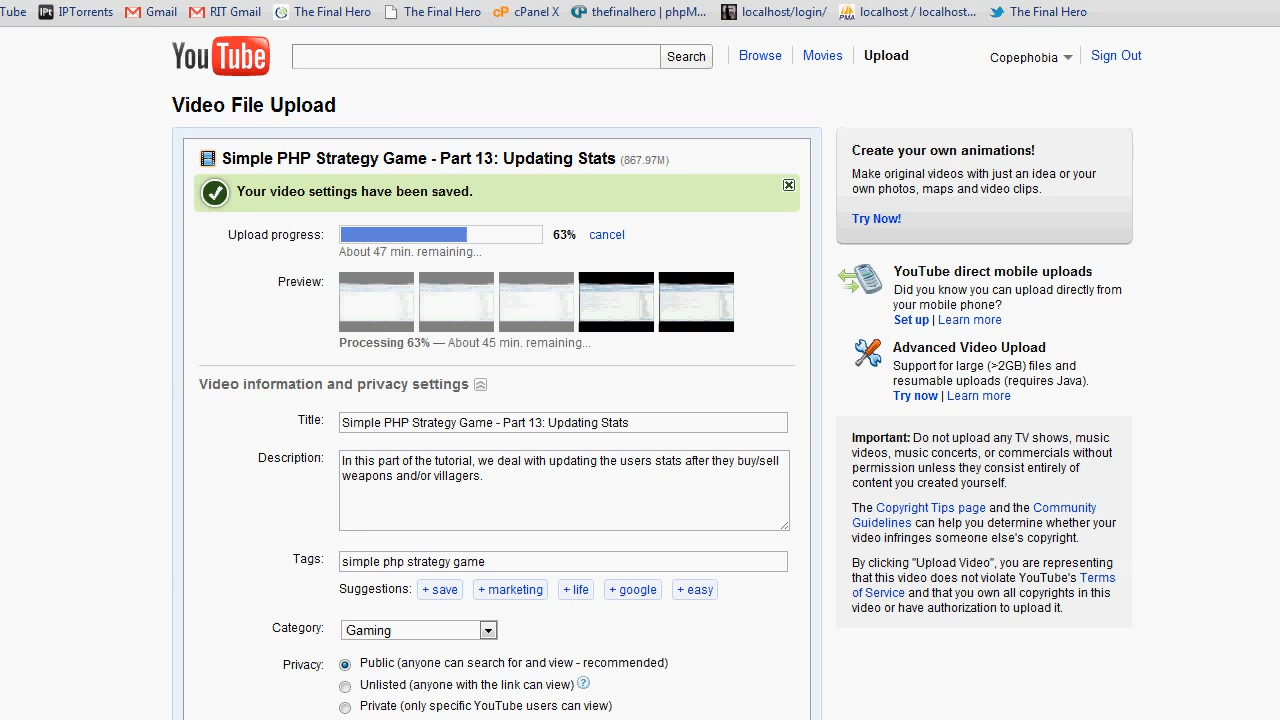 Tube IPTorrents Gmail RIT Gmail The Final Hero The Final Her cPanel X thefinalhero | phpM... localhost/login/ localhost / localhost... The Final Hero
YouTube Search Browse Movies Upload Copephobia Sign Out
Video File Upload
Simple PHP Strategy Game - Part 13: Updating Stats (867.97M)
Your video settings have been saved.
Upload progress: 63% cancel
About 47 min. remaining...
Preview:
Processing 63% — About 45 min. remaining...
Video information and privacy settings
Title: Simple PHP Strategy Game - Part 13: Updating Stats
Description: In this part of the tutorial, we deal with updating the users stats after they buy/sell
weapons and/or villagers.
Tags: simple php strategy game
Suggestions: + save + marketing + life + google + easy
Category: Gaming
Privacy: Public (anyone can search for and view - recommended)
Unlisted (anyone with the link can view) ?
Private (only specific YouTube users can view)
Create your own animations!
Make original videos with just an idea or your
own photo, maps and video clips.
Try Now!
YouTube direct mobile uploads
Did you know you can upload directly from
your mobile phone?
Set up | Learn more
Advanced Video Upload
Support for large (>2GB) files and
resumable uploads (requires Java).
Try now | Learn more
Important: Do not upload any TV shows, music
videos, music concerts, or commercials without
permission unless they consist entirely of
content you created yourself.
The Copyright Tips page and the Community
Guidelines can help you determine whether your
video infringes someone else's copyright.
By clicking "Upload Video", you are representing
that this video does not violate YouTube's Terms
of Service and that you own all copyrights in this
video or have authorization to upload it.